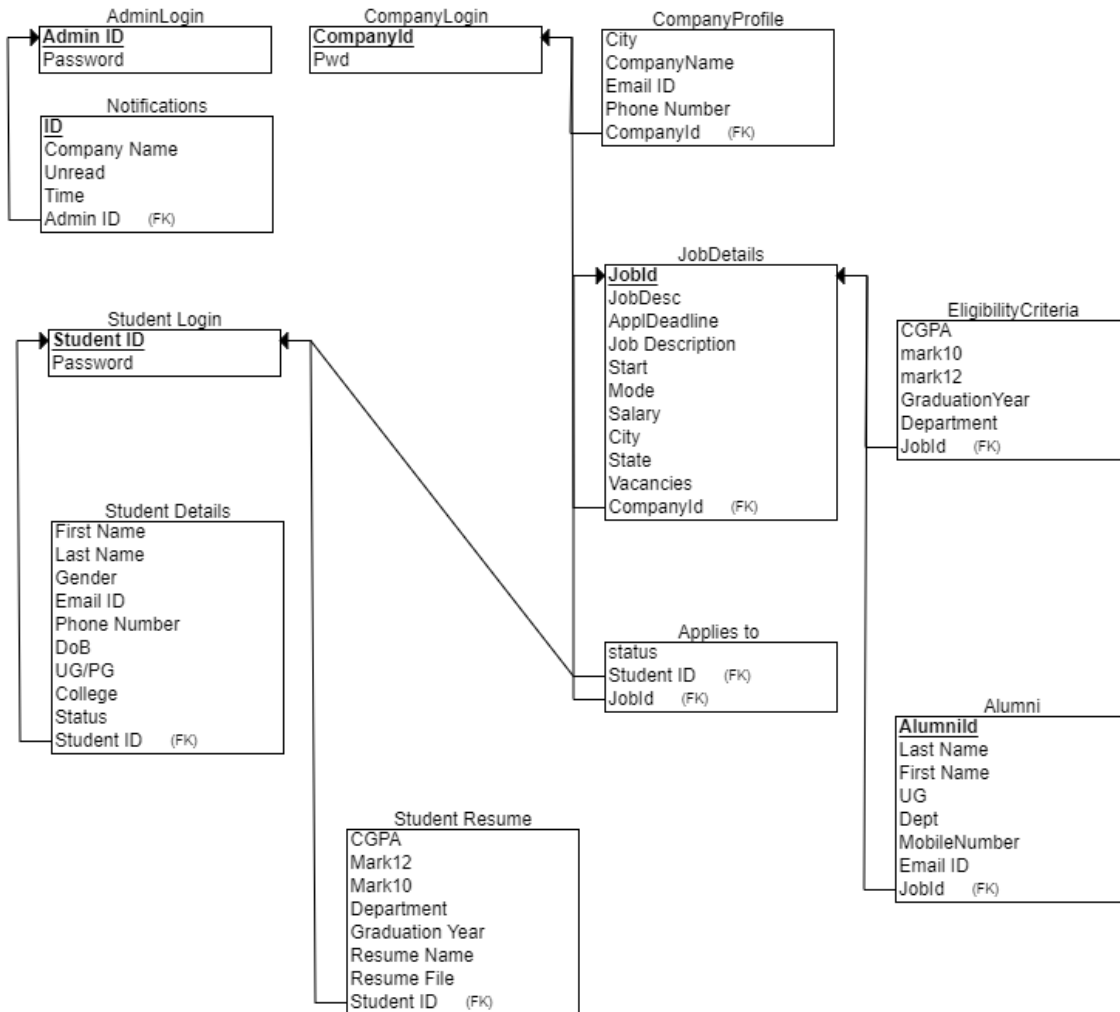 AdminLogin
Admin ID
Password
CompanyLogin
CompanyId
Pwd
CompanyProfile
City
CompanyName
Email ID
Phone Number
CompanyId (FK)
Notifications
ID
Company Name
Unread
Time
Admin ID (FK)
JobDetails
JobId
JobDesc
ApplDeadline
Job Description
Start
Mode
Salary
City
State
Vacancies
CompanyId (FK)
EligibilityCriteria
CGPA
mark10
mark12
GraduationYear
Department
JobId (FK)
Student Login
Student ID
Password
Student Details
First Name
Last Name
Gender
Email ID
Phone Number
DoB
UG/PG
College
Status
Student ID (FK)
Applies to
status
Student ID (FK)
JobId (FK)
Alumni
AlumniId
Last Name
First Name
UG
Dept
MobileNumber
Email ID
JobId (FK)
Student Resume
CGPA
Mark12
Mark10
Department
Graduation Year
Resume Name
Resume File
Student ID (FK)